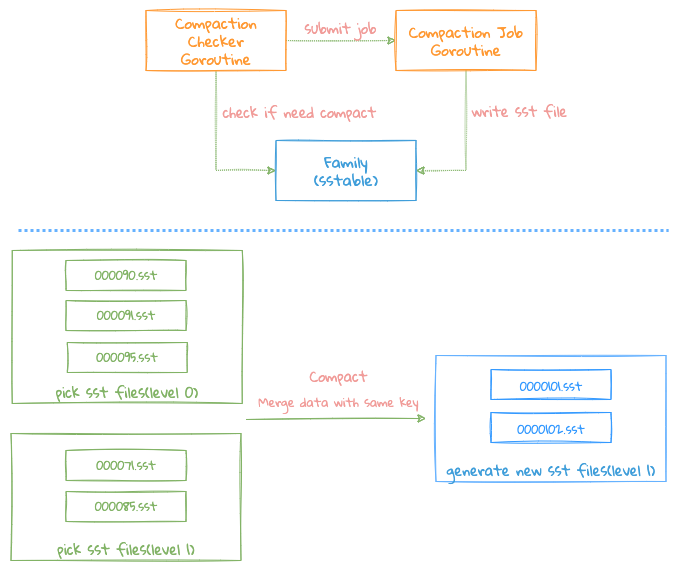 Compaction
Checker
Goroutine
submit job
Compaction Job
Goroutine
check if need compact
write sst file
Family
(sstable)
000090.sst
000091.sst
000095.sst
pick sst files(level 0)
Compact
Merge data with same key
0000101.sst
0000102.sst
generate new sst files(level 1)
000071.sst
000085.sst
pick sst files(level 1)